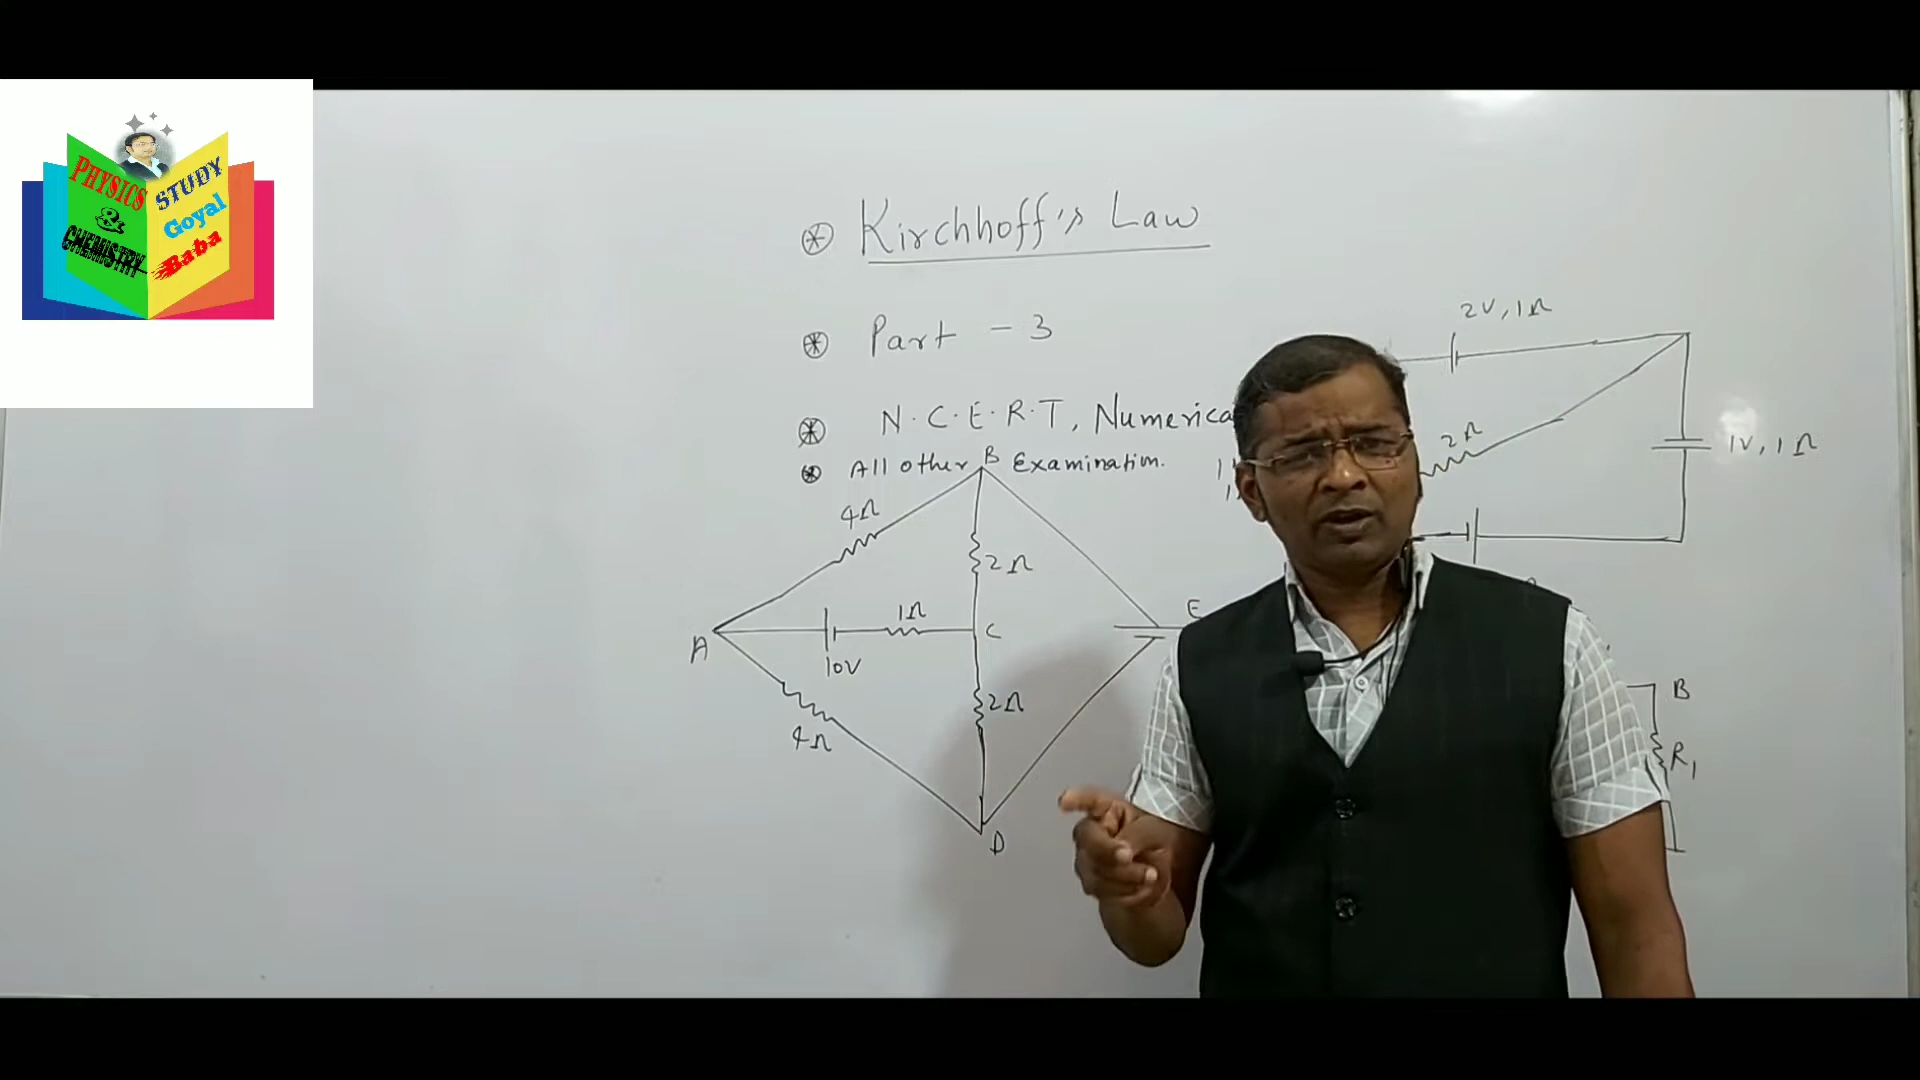 PHYSICS
&
CHEMISTRY
STUDY
Goyal
Baba
Kirchhoff's Law
Part - 3
N.C.E.R.T, Numerica
All other Examination.
2V, 1Ω
2Ω
1V, 1Ω
B
4Ω
2Ω
E
1Ω
A
C
10V
2Ω
4Ω
D
B
R1